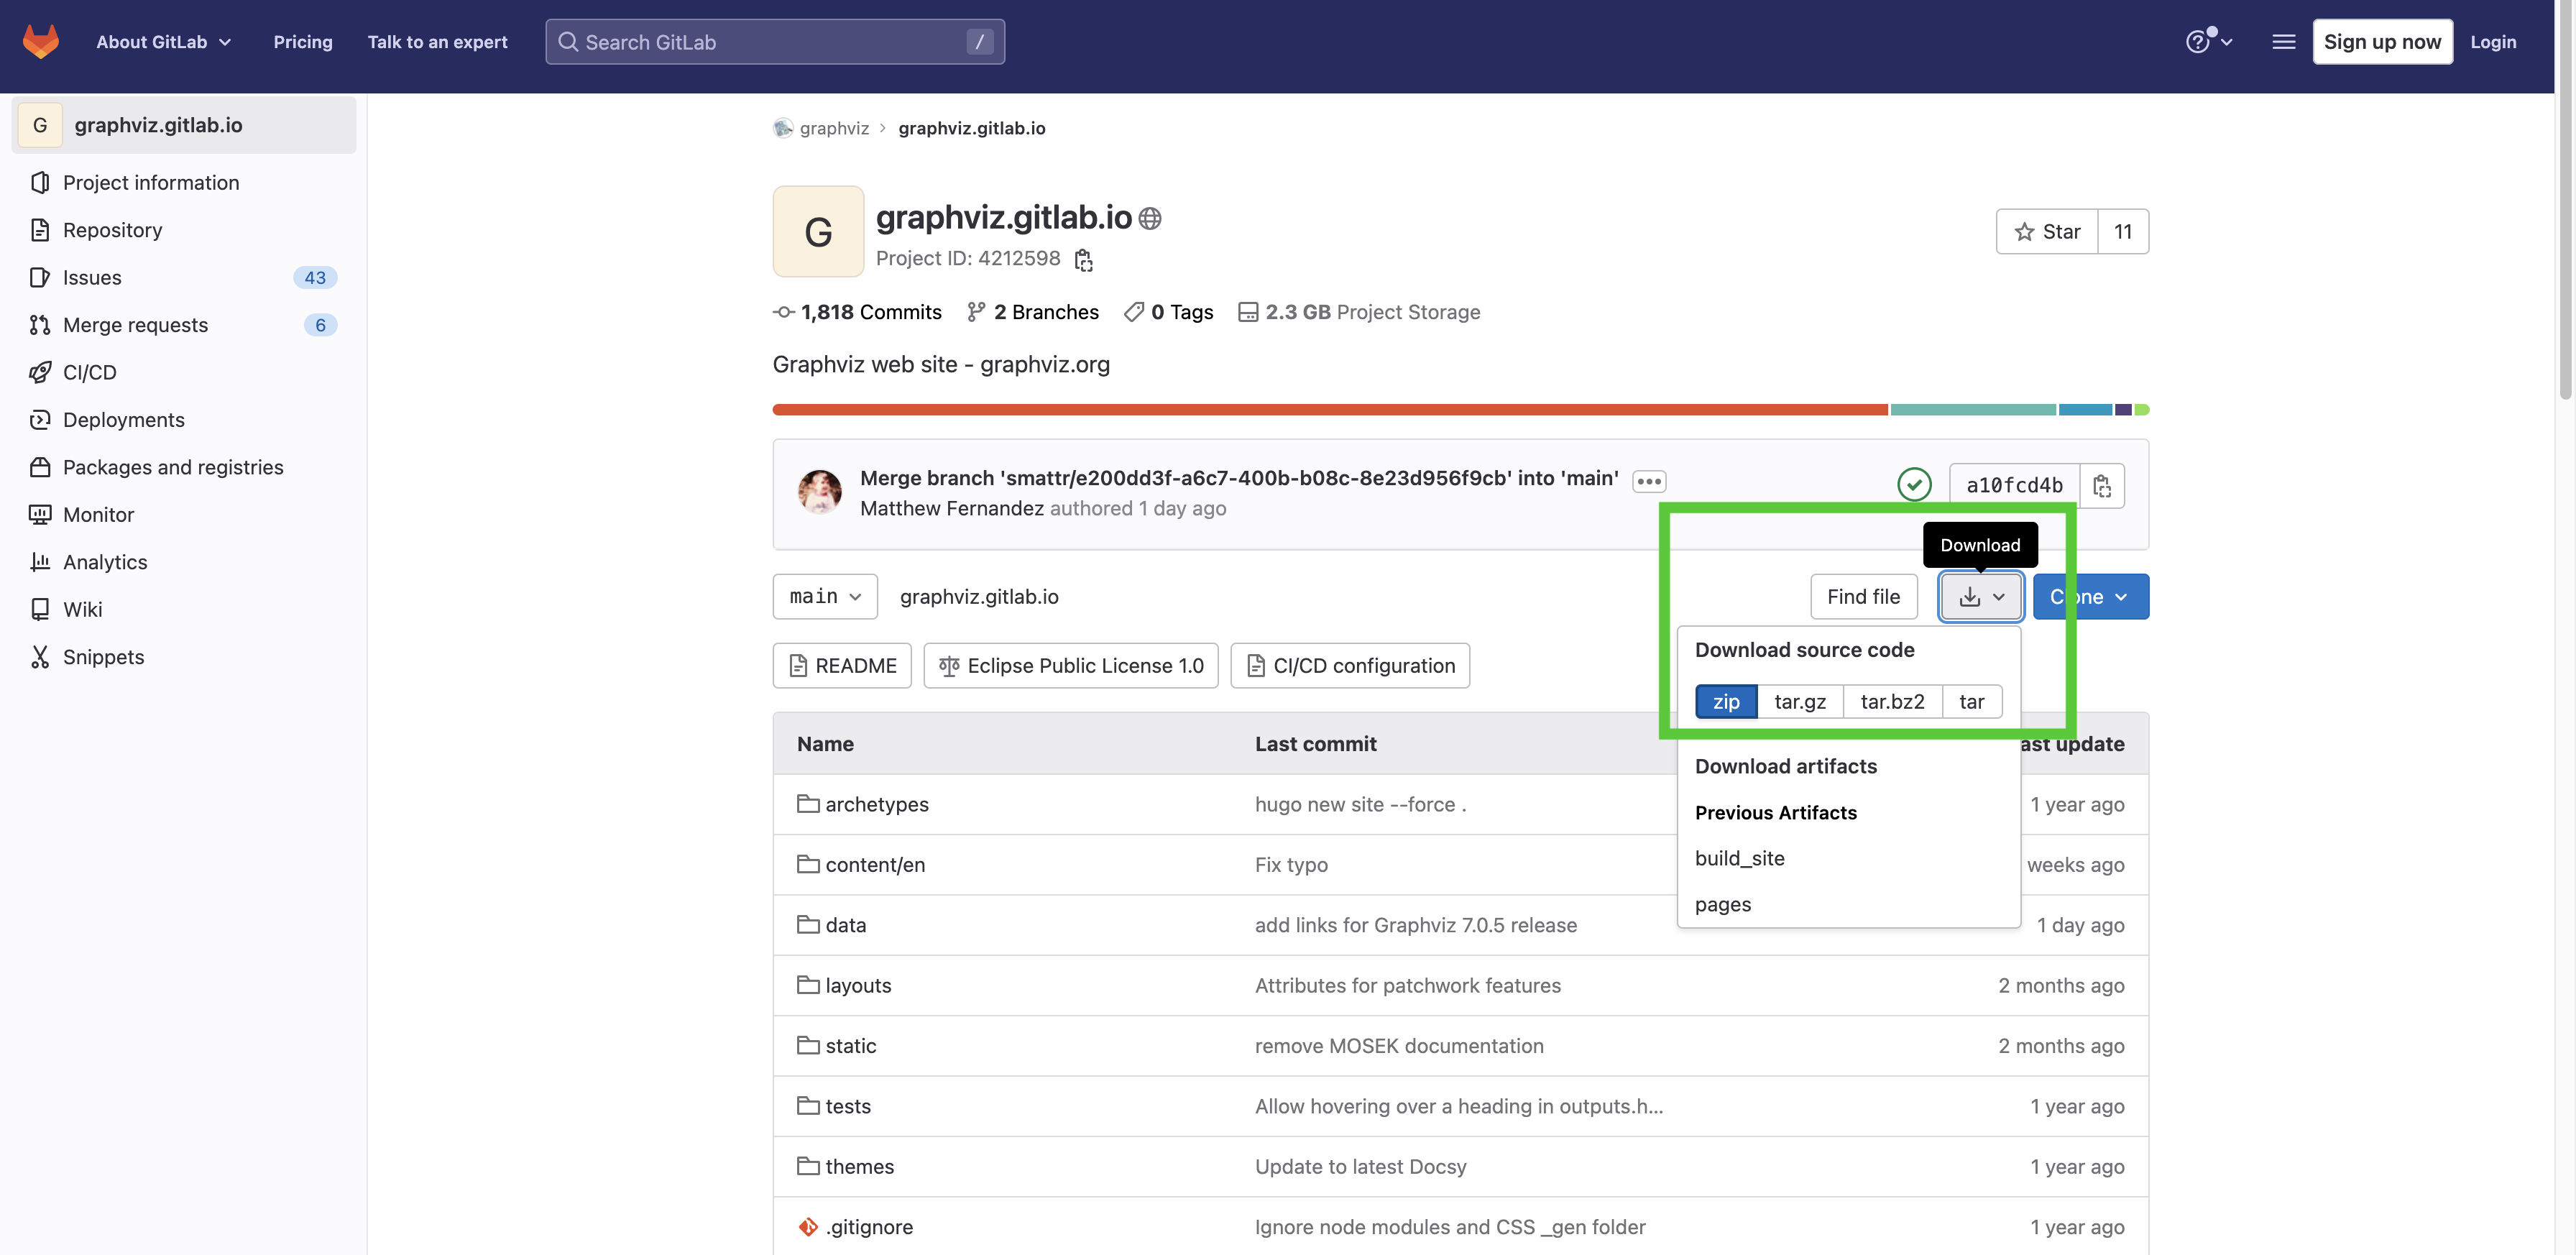 About GitLab
Pricing
Talk to an expert
Search GitLab
/
Sign up now
Login
G
graphviz.gitlab.io
Project information
Repository
Issues
43
Merge requests
6
CI/CD
Deployments
Packages and registries
Monitor
Analytics
Wiki
Snippets
graphviz
graphviz.gitlab.io
G
graphviz.gitlab.io
Project ID: 4212598
Star
11
1,818 Commits
2 Branches
0 Tags
2.3 GB Project Storage
Graphviz web site - graphviz.org
Merge branch 'smattr/e200dd3f-a6c7-400b-b08c-8e23d956f9cb' into 'main'
Matthew Fernandez authored 1 day ago
a10fcd4b
Download
main
graphviz.gitlab.io
Find file
README
Eclipse Public License 1.0
CI/CD configuration
Download source code
zip
tar.gz
tar.bz2
tar
Download artifacts
Previous Artifacts
build_site
pages
Name
Last commit
update
archetypes
hugo new site --force .
1 year ago
content/en
Fix typo
weeks ago
data
add links for Graphviz 7.0.5 release
1 day ago
layouts
Attributes for patchwork features
2 months ago
static
remove MOSEK documentation
2 months ago
tests
Allow hovering over a heading in outputs.h...
1 year ago
themes
Update to latest Docsy
1 year ago
.gitignore
Ignore node modules and CSS _gen folder
1 year ago